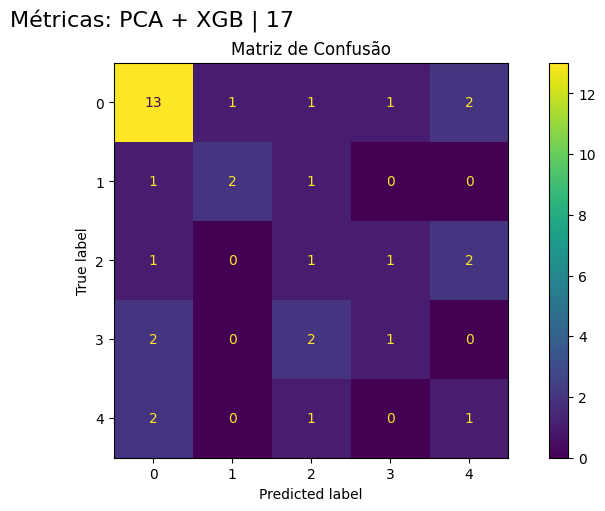 Métricas: PCA + XGB | 17
Matriz de Confusão
True label
0 13 1 1 1 2
1 1 2 1 0 0
2 1 0 1 1 2
3 2 0 2 1 0
4 2 0 1 0 1
0 1 2 3 4
Predicted label
12
10
8
6
4
2
0